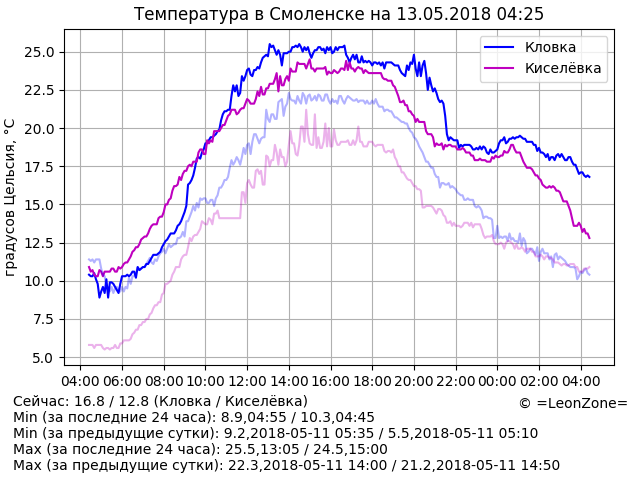 Температура в Смоленске на 13.05.2018 04:25
градусов Цельсия, °C
25.0
22.5
20.0
17.5
15.0
12.5
10.0
7.5
5.0
Кловка
Киселёвка
04:00 06:00 08:00 10:00 12:00 14:00 16:00 18:00 20:00 22:00 00:00 02:00 04:00
Сейчас: 16.8 / 12.8 (Кловка / Киселёвка)
© =LeonZone=
Min (за последние 24 часа): 8.9,04:55 / 10.3,04:45
Min (за предыдущие сутки): 9.2,2018-05-11 05:35 / 5.5,2018-05-11 05:10
Max (за последние 24 часа): 25.5,13:05 / 24.5,15:00
Max (за предыдущие сутки): 22.3,2018-05-11 14:00 / 21.2,2018-05-11 14:50